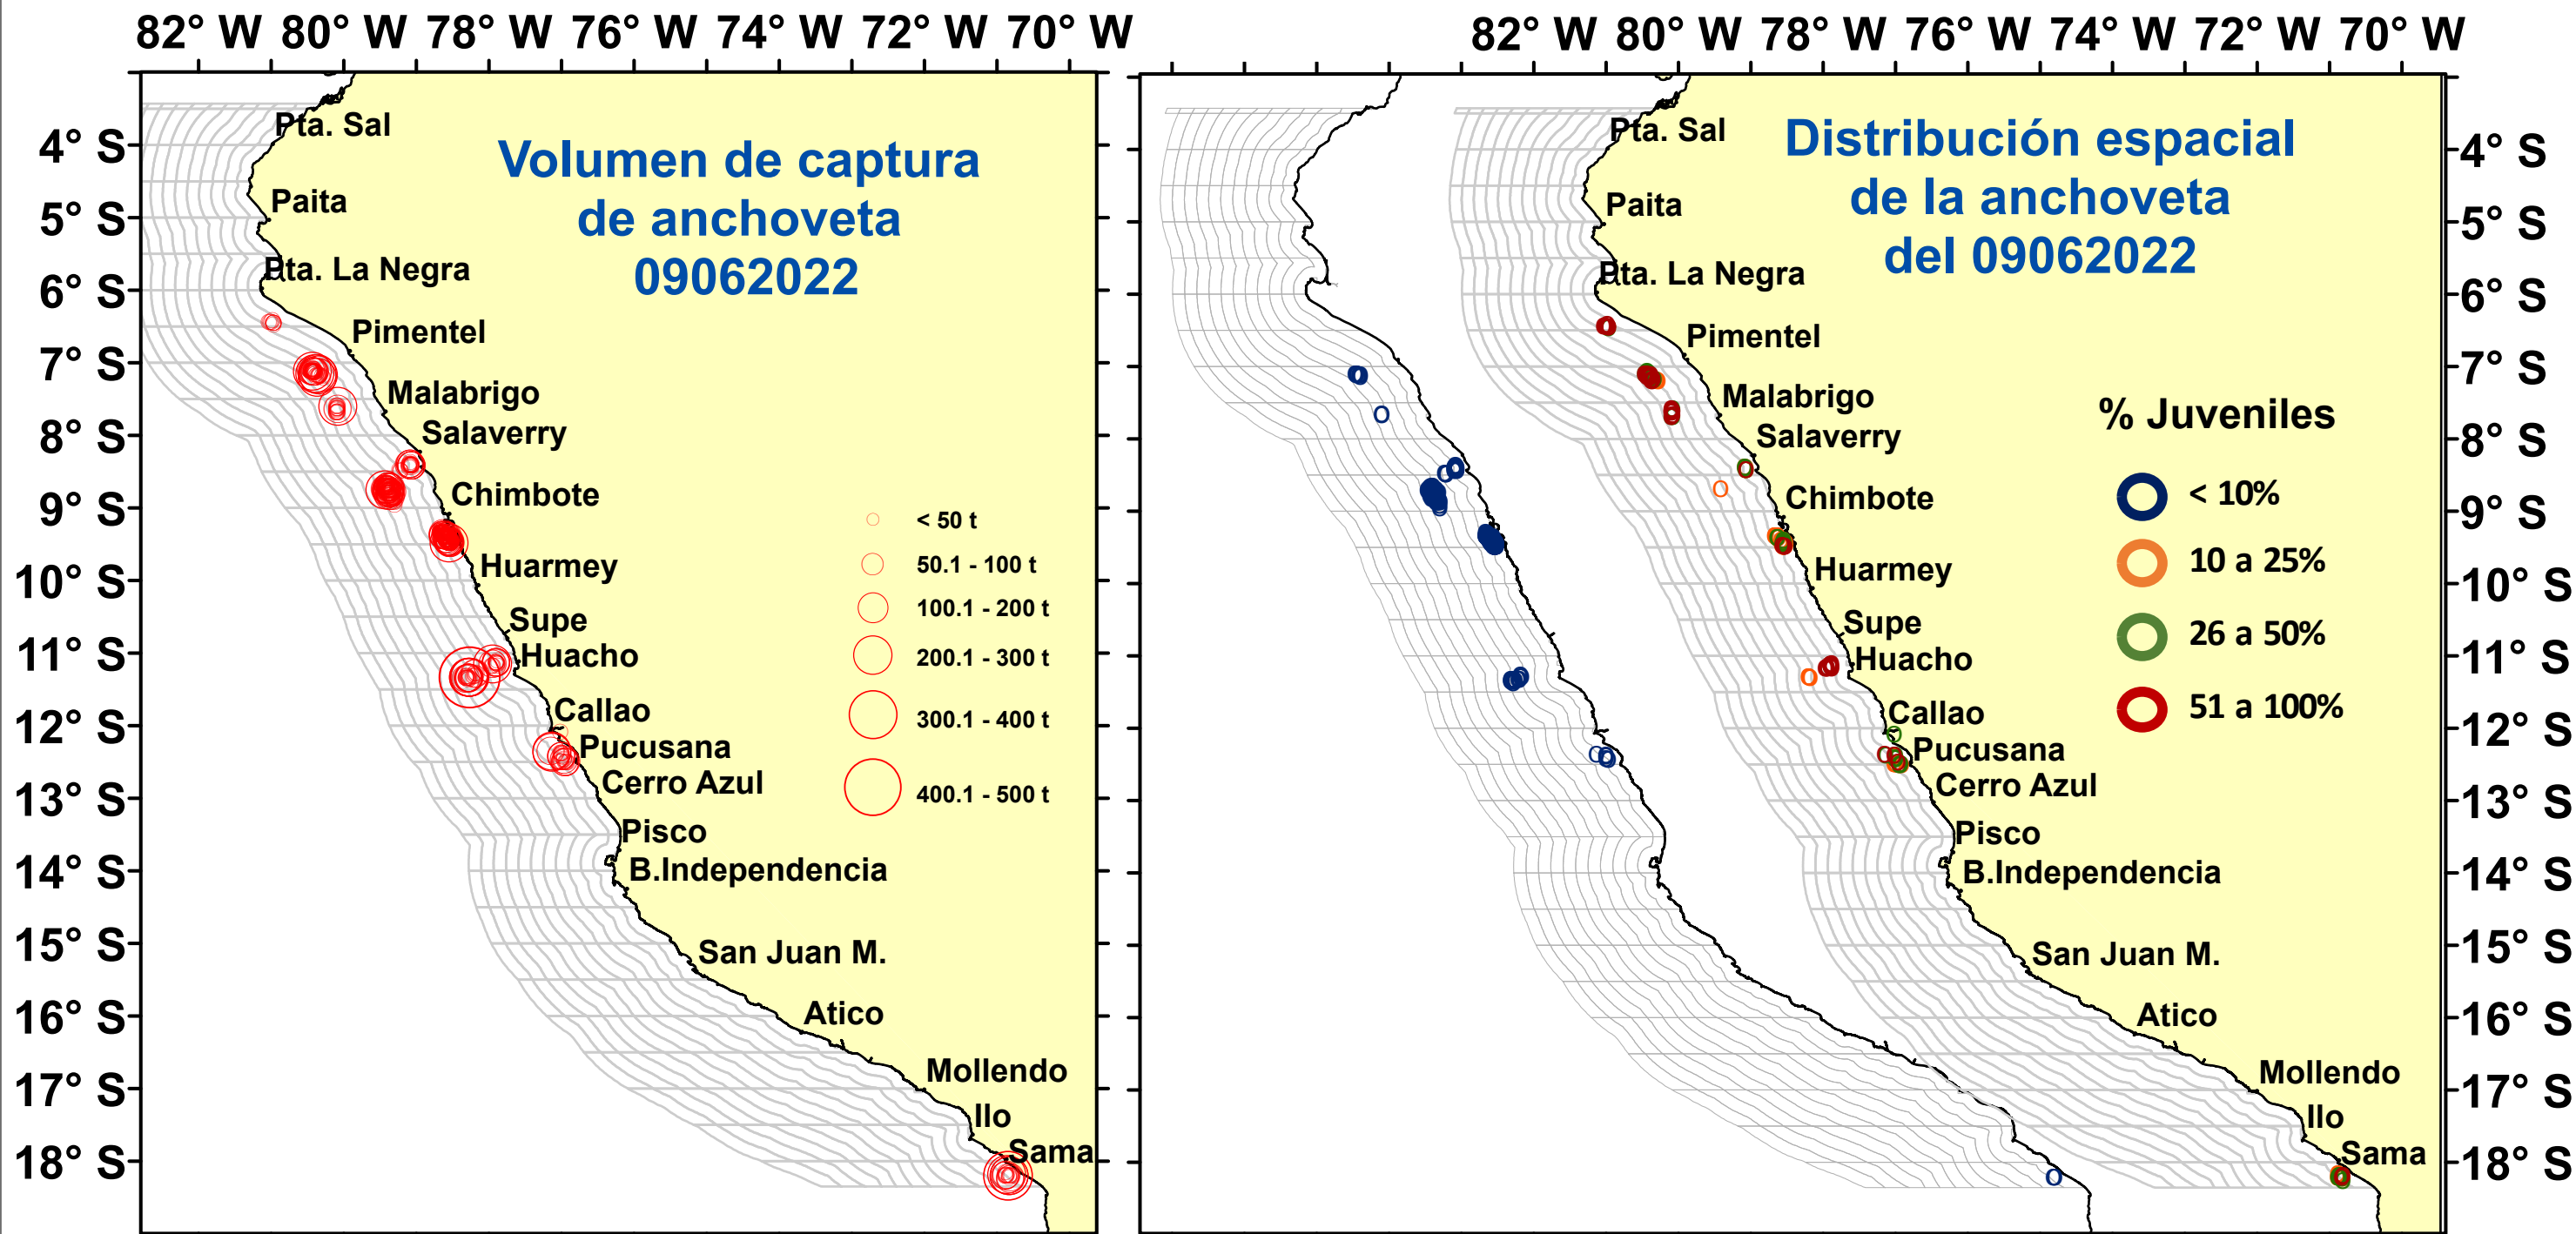 82° W 80° W 78° W 76° W 74° W 72° W 70° W
4° S
5° S
6° S
7° S
8° S
9° S
10° S
11° S
12° S
13° S
14° S
15° S
16° S
17° S
18° S
Volumen de captura
de anchoveta
09062022
Pta. Sal
Paita
Pta. La Negra
Pimentel
Malabrigo
Salaverry
Chimbote
Huarmey
Supe
Huacho
Callao
Pucusana
Cerro Azul
Pisco
B.Independencia
San Juan M.
Atico
Mollendo
Ilo
Sama
< 50 t
50.1 - 100 t
100.1 - 200 t
200.1 - 300 t
300.1 - 400 t
400.1 - 500 t
82° W 80° W 78° W 76° W 74° W 72° W 70° W
Distribución espacial
de la anchoveta
del 09062022
Pta. Sal
Paita
Pta. La Negra
Pimentel
Malabrigo
Salaverry
Chimbote
Huarmey
Supe
Huacho
Callao
Pucusana
Cerro Azul
Pisco
B.Independencia
San Juan M.
Atico
Mollendo
Ilo
Sama
% Juveniles
< 10%
10 a 25%
26 a 50%
51 a 100%
4° S
5° S
6° S
7° S
8° S
9° S
10° S
11° S
12° S
13° S
14° S
15° S
16° S
17° S
18° S